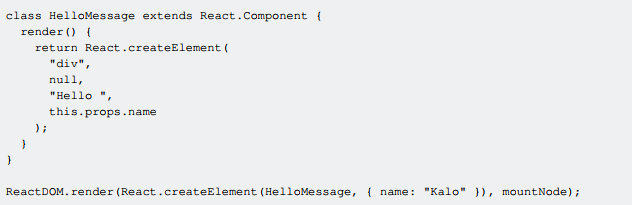 class HelloMessage extends React.Component {
  render() {
    return React.createElement(
      "div",
      null,
      "Hello ",
      this.props.name
    );
  }
}

ReactDOM.render(React.createElement(HelloMessage, { name: "Kalo" }), mountNode);